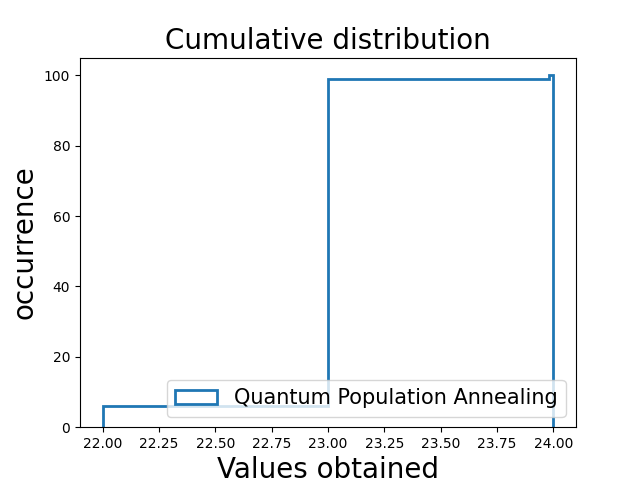 Cumulative distribution
occurrence
100
80
60
40
20
0
Quantum Population Annealing
22.00 22.25 22.50 22.75 23.00 23.25 23.50 23.75 24.00
Values obtained